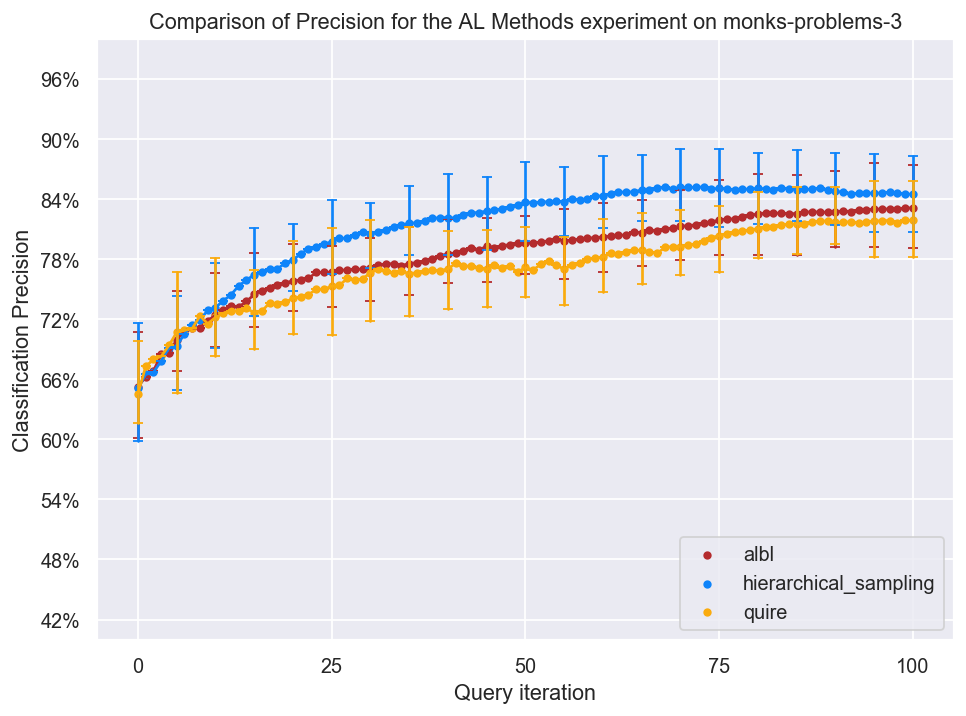 Comparison of Precision for the AL Methods experiment on monks-problems-3
96%
90%
84%
78%
72%
66%
60%
54%
48%
42%
Classification Precision
albl
hierarchical_sampling
quire
0
25
50
75
100
Query iteration